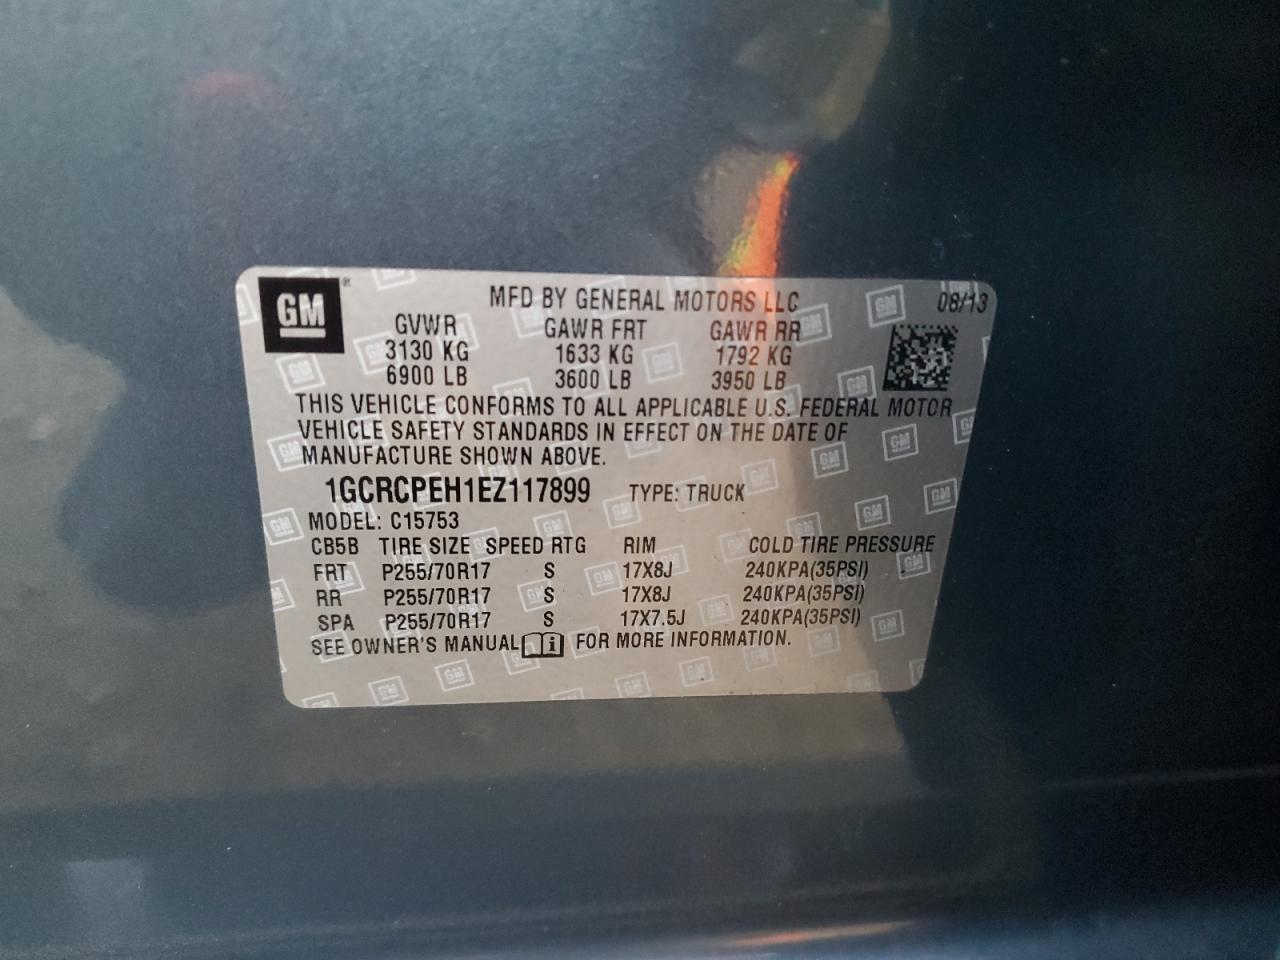 GM
MFD BY GENERAL MOTORS LLC 08/13
GVWR GAWR FRT GAWR RR
3130 KG 1633 KG 1792 KG
6900 LB 3600 LB 3950 LB
THIS VEHICLE CONFORMS TO ALL APPLICABLE U.S. FEDERAL MOTOR
VEHICLE SAFETY STANDARDS IN EFFECT ON THE DATE OF
MANUFACTURE SHOWN ABOVE.
1GCRCPEH1EZ117899 TYPE: TRUCK
MODEL: C15753
CB5B TIRE SIZE SPEED RTG RIM COLD TIRE PRESSURE
FRT P255/70R17 S 17X8J 240KPA(35PSI)
RR P255/70R17 S 17X8J 240KPA(35PSI)
SPA P255/70R17 S 17X7.5J 240KPA(35PSI)
SEE OWNER'S MANUAL i FOR MORE INFORMATION.